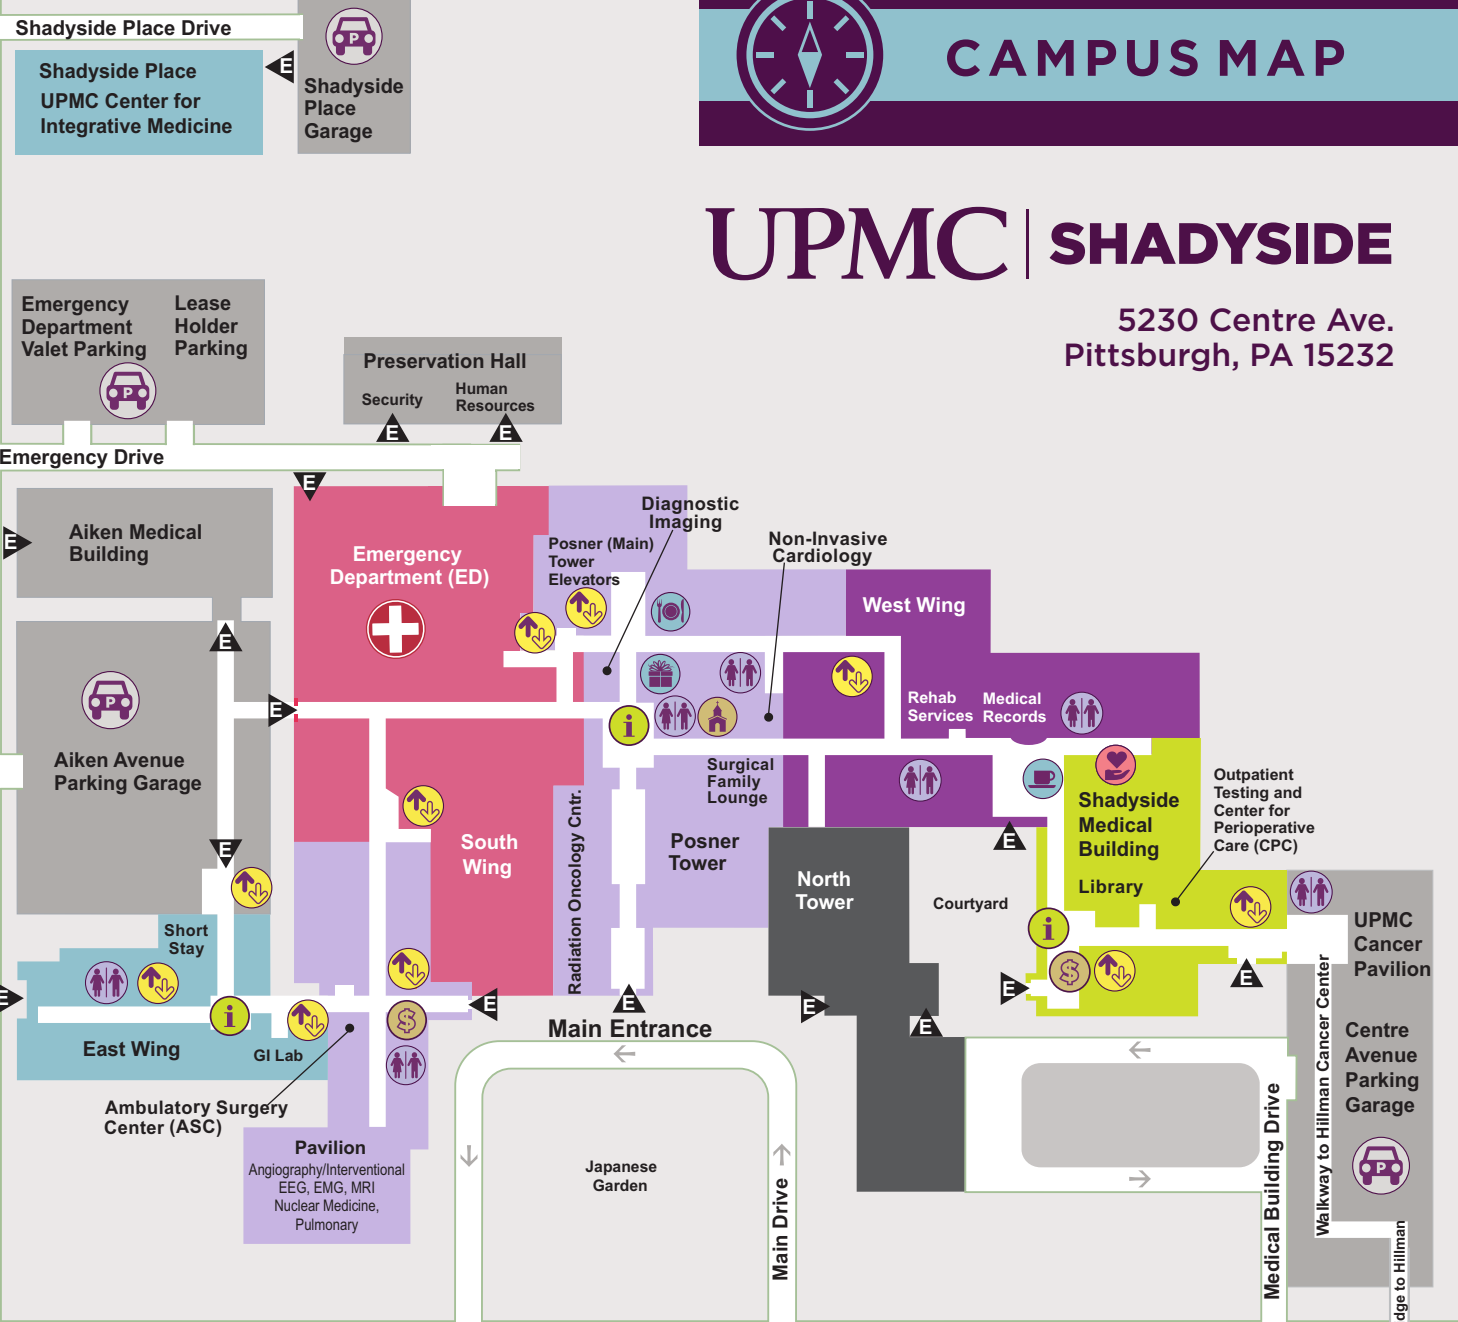 Shadyside Place Drive
P
Shadyside Place
UPMC Center for
Integrative Medicine
E
Shadyside
Place
Garage
CAMPUS MAP
UPMC | SHADYSIDE
5230 Centre Ave.
Pittsburgh, PA 15232
Emergency
Department
Valet Parking
Lease
Holder
Parking
P
Preservation Hall
Security
Human
Resources
E
E
Emergency Drive
E
E
Aiken Medical
Building
Emergency
Department (ED)
Posner (Main)
Tower
Elevators
Diagnostic
Imaging
Non-Invasive
Cardiology
West Wing
E
E
P
Aiken Avenue
Parking Garage
E
i
Rehab
Services
Medical
Records
Surgical
Family
Lounge
Shadyside
Medical
Building
Library
Outpatient
Testing and
Center for
Perioperative
Care (CPC)
South
Wing
Radiation Oncology Cntr.
Posner
Tower
North
Tower
E
Courtyard
i
$
E
E
UPMC
Cancer
Pavilion
Short
Stay
E
i
East Wing
GI Lab
$
E
E
Main Entrance
E
E
Ambulatory Surgery
Center (ASC)
Pavilion
Angiography/Interventional
EEG, EMG, MRI
Nuclear Medicine,
Pulmonary
Japanese
Garden
Main Drive
Medical Building Drive
Walkway to Hillman Cancer Center
Centre
Avenue
Parking
Garage
P
dge to Hillman